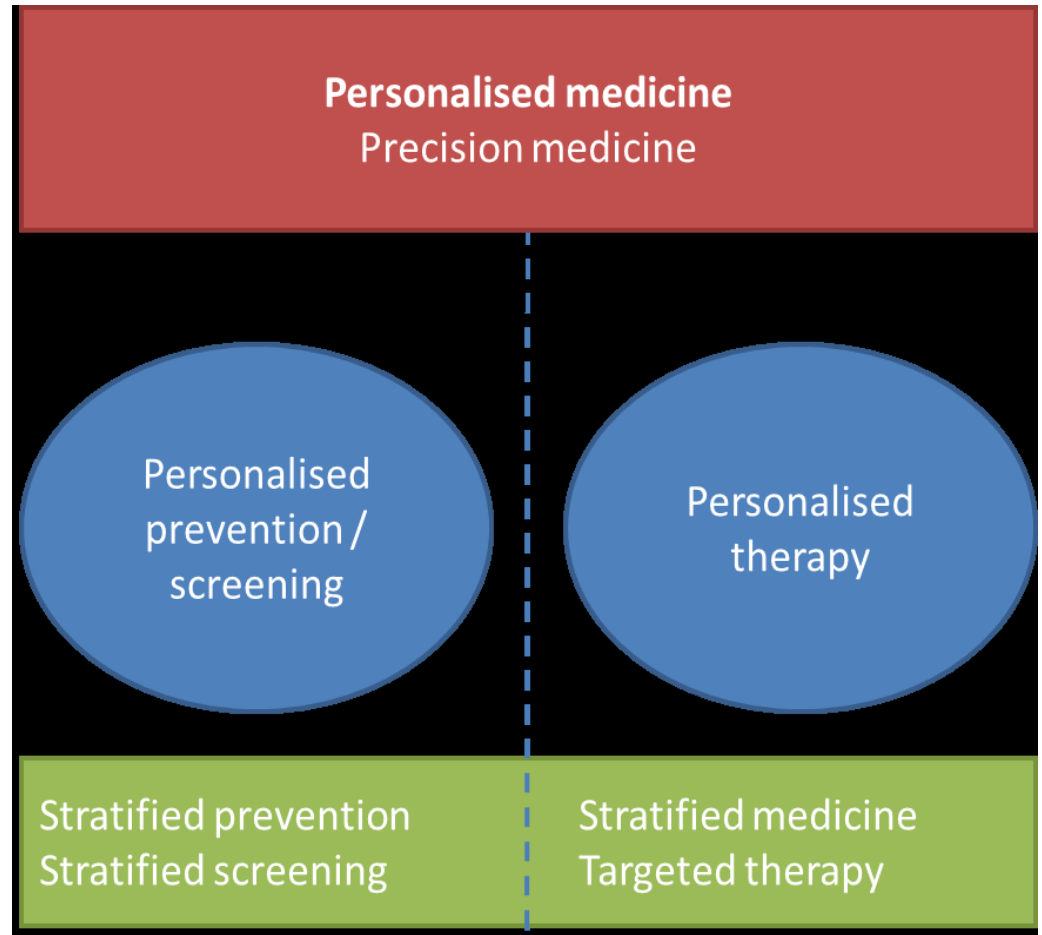 Personalised medicine
Precision medicine
Personalised
prevention /
screening
Personalised
therapy
Stratified prevention
Stratified screening
Stratified medicine
Targeted therapy